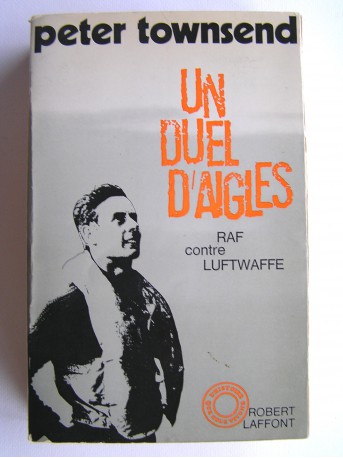 peter townsend
UN
DUEL
D'AIGLES
RAF
contre
LUFTWAFFE
ROBERT
LAFFONT